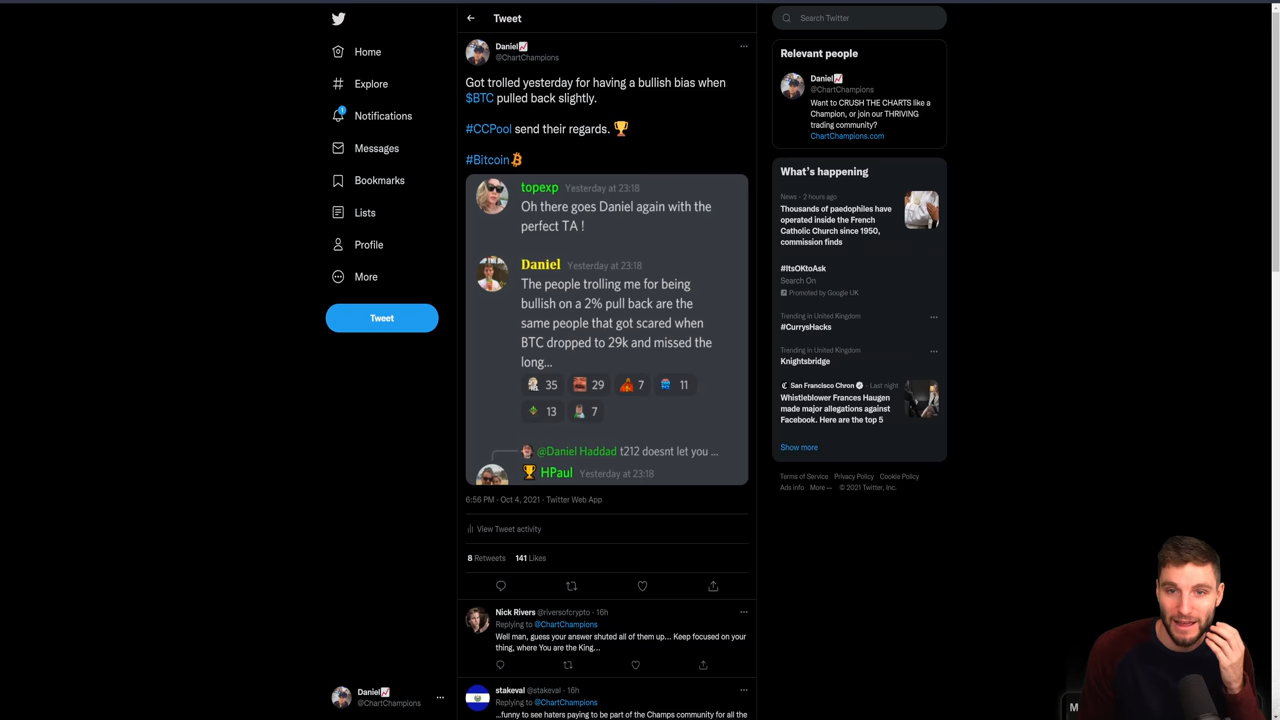 Home
Explore
1
Notifications
Messages
Bookmarks
Lists
Profile
More
Tweet
Daniel
@ChartChampions
Tweet
Daniel
@ChartChampions
Got trolled yesterday for having a bullish bias when
$BTC pulled back slightly.
#CCPool send their regards.
#Bitcoin
topexp Yesterday at 23:18
Oh there goes Daniel again with the
perfect TA !
Daniel Yesterday at 23:18
The people trolling me for being
bullish on a 2% pull back are the
same people that got scared when
BTC dropped to 29k and missed the
long...
35 29 7 11
13 7
@Daniel Haddad t212 doesnt let you ...
HPaul Yesterday at 23:18
6:56 PM · Oct 4, 2021 · Twitter Web App
View Tweet activity
8 Retweets 141 Likes
Nick Rivers @riversofcrypto · 16h
Replying to @ChartChampions
Well man, guess your answer shuted all of them up... Keep focused on your
thing, where You are the King...
stakeval @stakeval · 16h
Replying to @ChartChampions
...funny to see haters paying to be part of the Champs community for all the
Search Twitter
Relevant people
Daniel
@ChartChampions
Want to CRUSH THE CHARTS like a
Champion, or join our THRIVING
trading community?
ChartChampions.com
What's happening
News · 2 hours ago
Thousands of paedophiles have
operated inside the French
Catholic Church since 1950,
commission finds
#ItsOKtoAsk
Search On
Promoted by Google UK
Trending in United Kingdom
#CurrysHacks
Trending in United Kingdom
Knightsbridge
San Francisco Chron · Last night
Whistleblower Frances Haugen
made major allegations against
Facebook. Here are the top 5
Show more
Terms of Service Privacy Policy Cookie Policy
Ads info More ··· © 2021 Twitter, Inc.
M